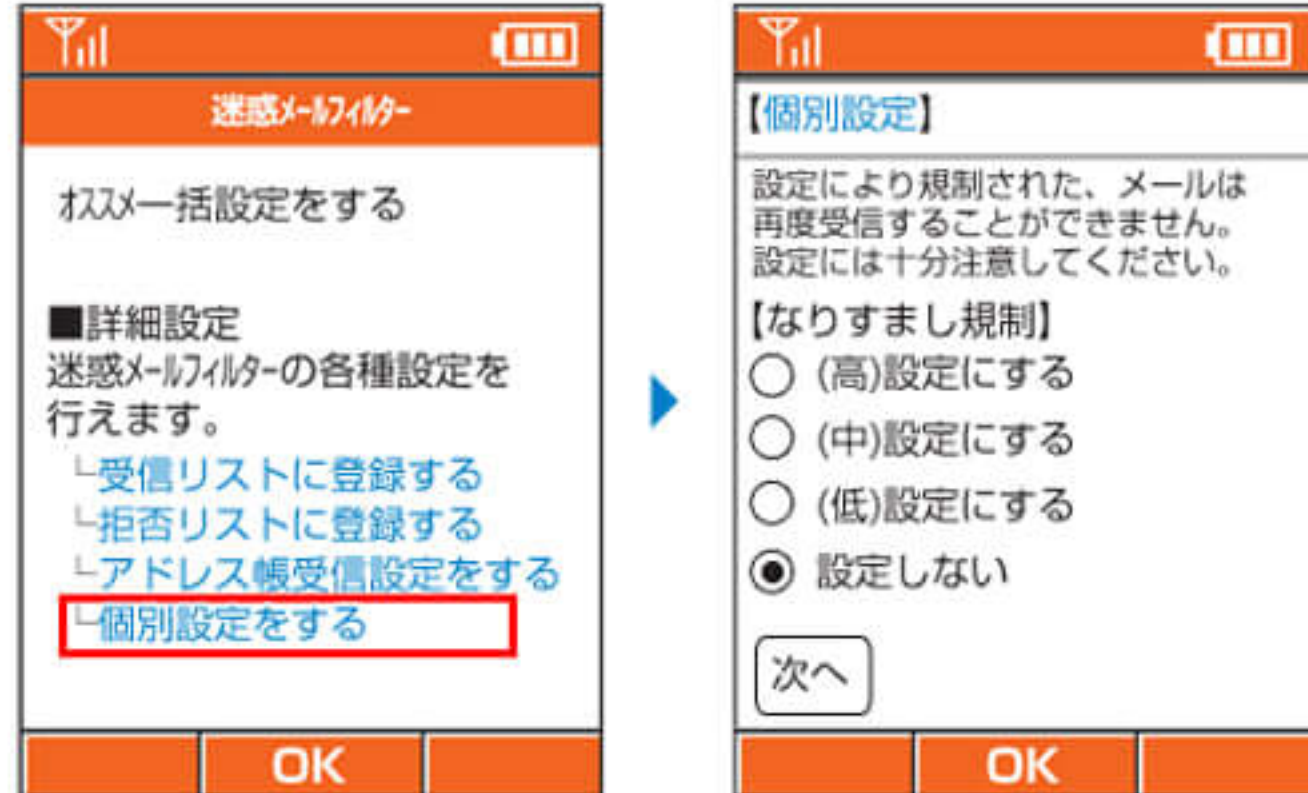 迷惑ﾒｰﾙﾌｨﾙﾀｰ
ｵｽｽﾒ一括設定をする
■詳細設定
迷惑ﾒｰﾙﾌｨﾙﾀｰの各種設定を
行えます。
└受信リストに登録する
└拒否リストに登録する
└アドレス帳受信設定をする
└個別設定をする
OK
【個別設定】
設定により規制された、メールは
再度受信することができません。
設定には十分注意してください。
【なりすまし規制】
(高)設定にする
(中)設定にする
(低)設定にする
設定しない
次へ
OK